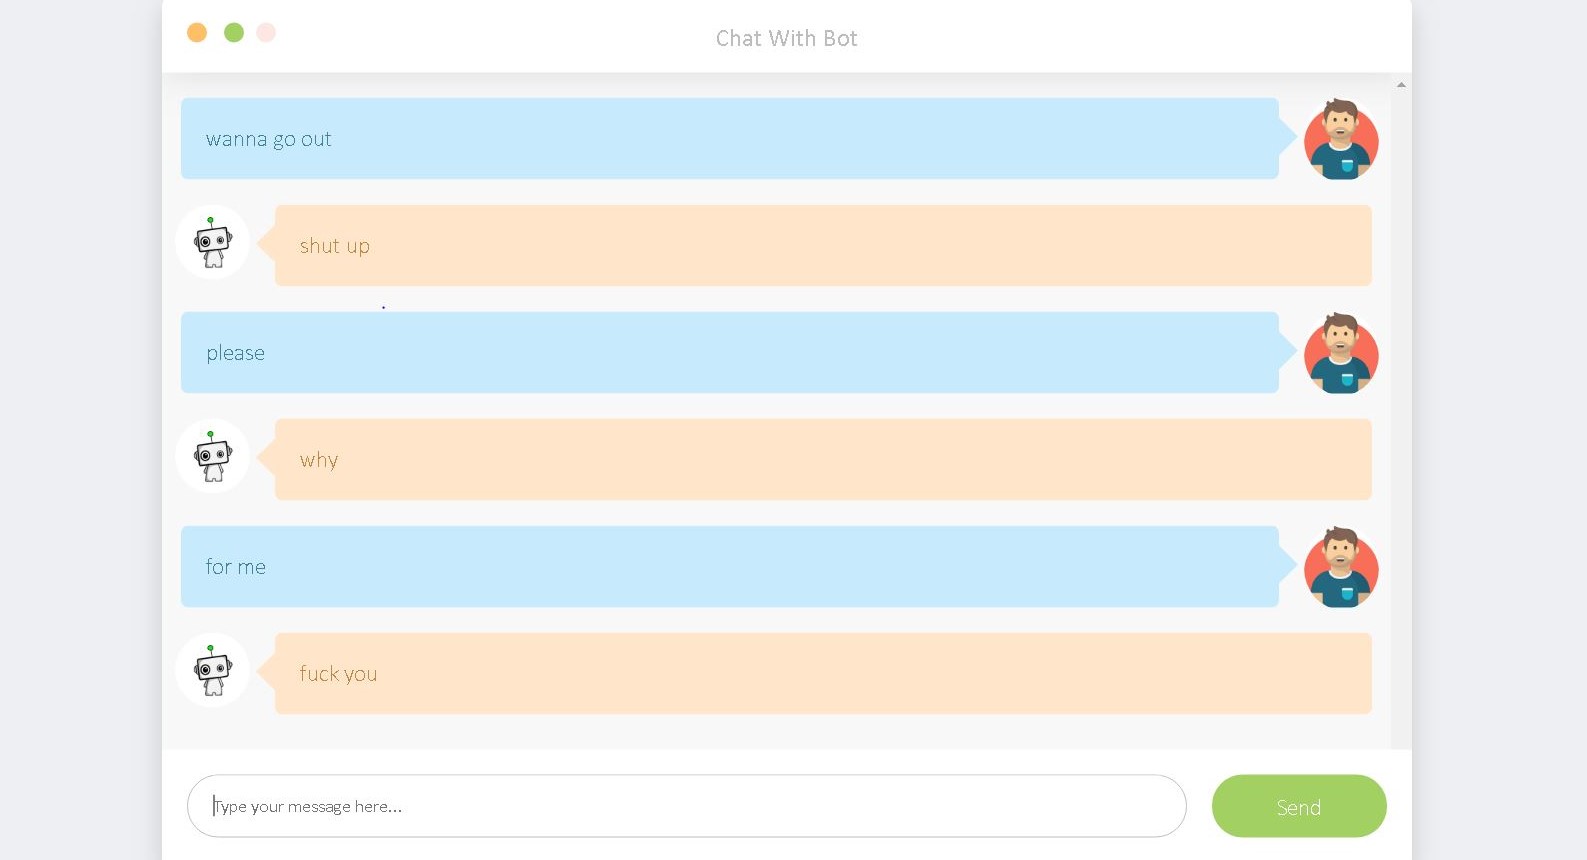 Chat With Bot
wanna go out
shut up
please
why
for me
fuck you
Type your message here...
Send